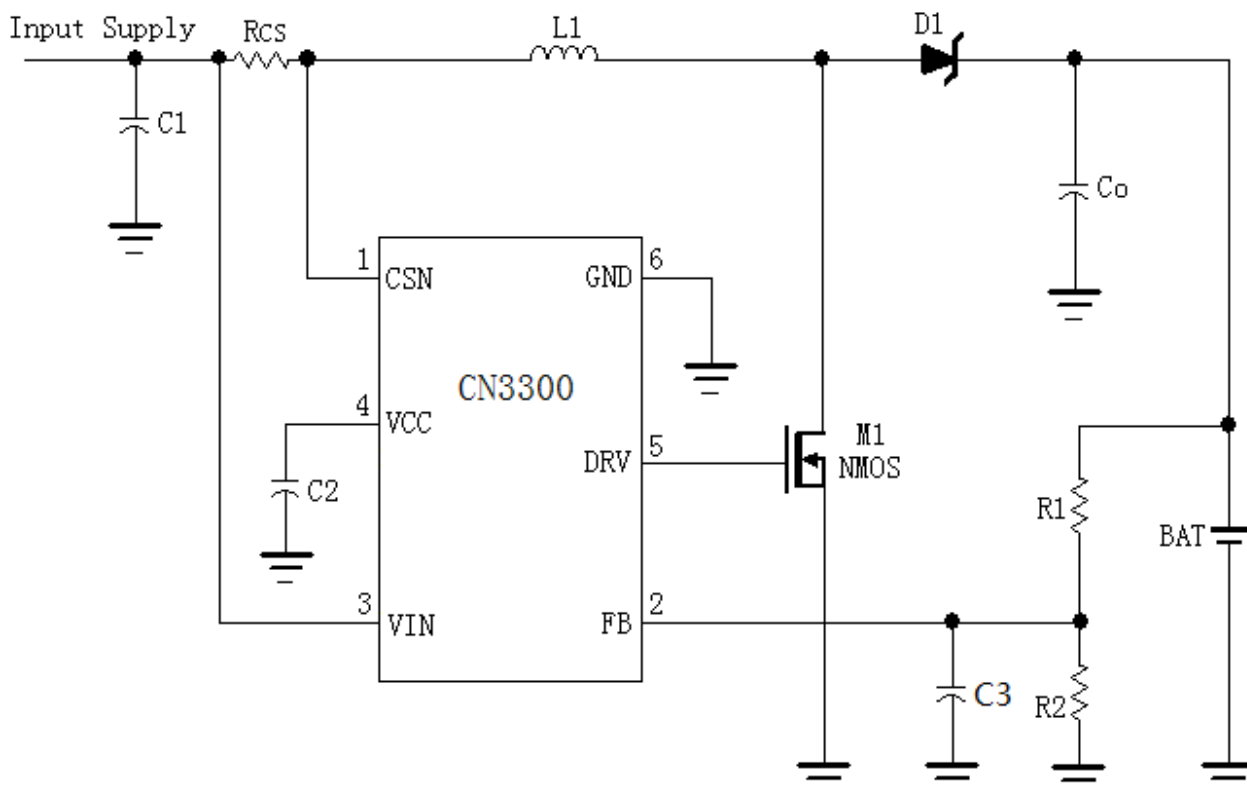 Input Supply
RCS
L1
D1
C1
Co
1
CSN
GND
6
CN3300
4
VCC
DRV
5
M1
NMOS
C2
R1
BAT
3
VIN
FB
2
C3
R2